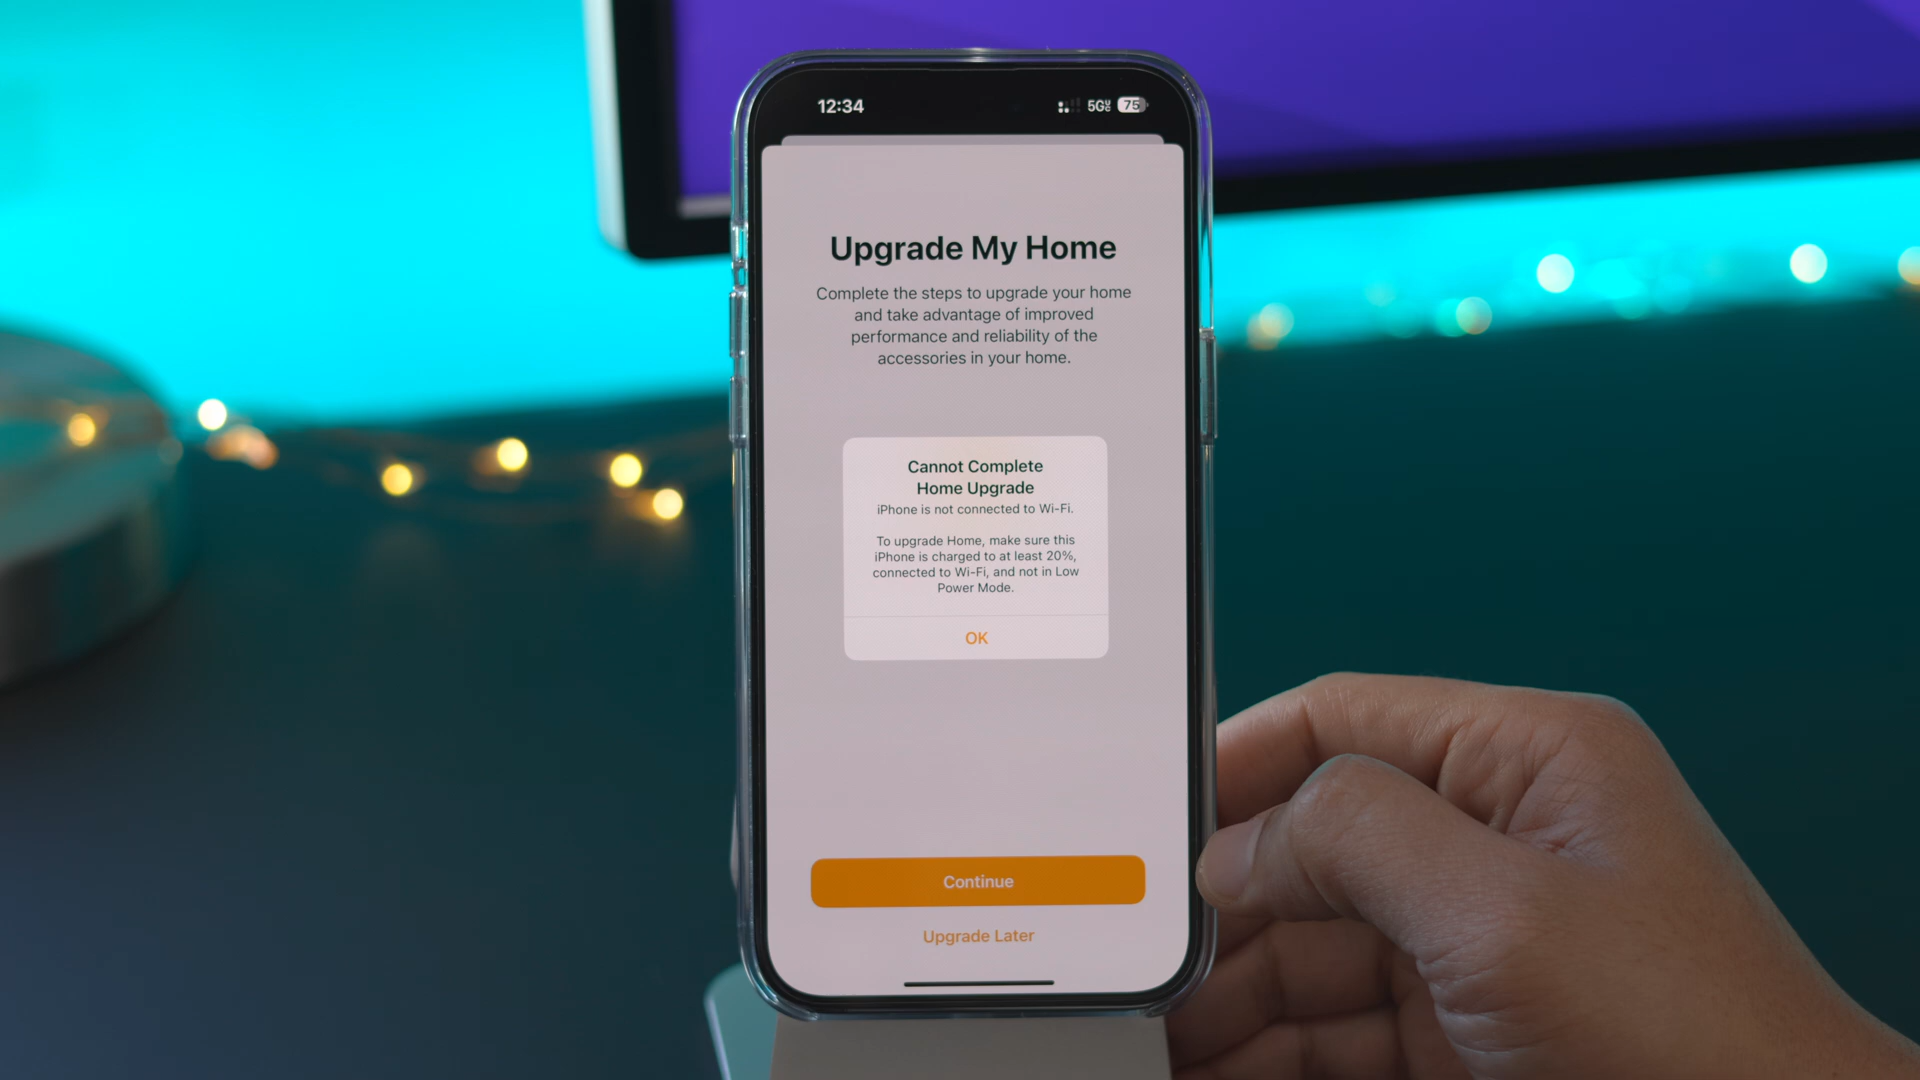 12:34
5GUC 75
Upgrade My Home
Complete the steps to upgrade your home
and take advantage of improved
performance and reliability of the
accessories in your home.
Cannot Complete
Home Upgrade
iPhone is not connected to Wi-Fi.
To upgrade Home, make sure this
iPhone is charged to at least 20%,
connected to Wi-Fi, and not in Low
Power Mode.
OK
Continue
Upgrade Later